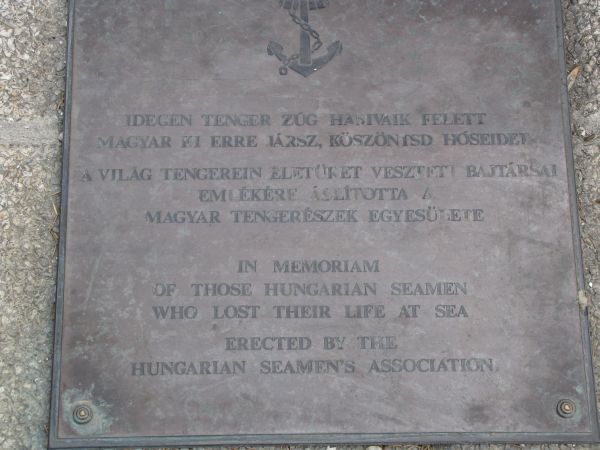 IDEGEN TENGER ZÚG HABJAIK FELETT
MAGYAR KI ERRE JÁRSZ, KÖSZÖNTSD HŐSEIDET
A VILÁG TENGEREIN ÉLETÜKET VESZTETT BAJTÁRSAI
EMLÉKÉRE ÁLLÍTOTTA A
MAGYAR TENGERÉSZEK EGYESÜLETE
IN MEMORIAM
OF THOSE HUNGARIAN SEAMEN
WHO LOST THEIR LIFE AT SEA
ERECTED BY THE
HUNGARIAN SEAMEN'S ASSOCIATION.